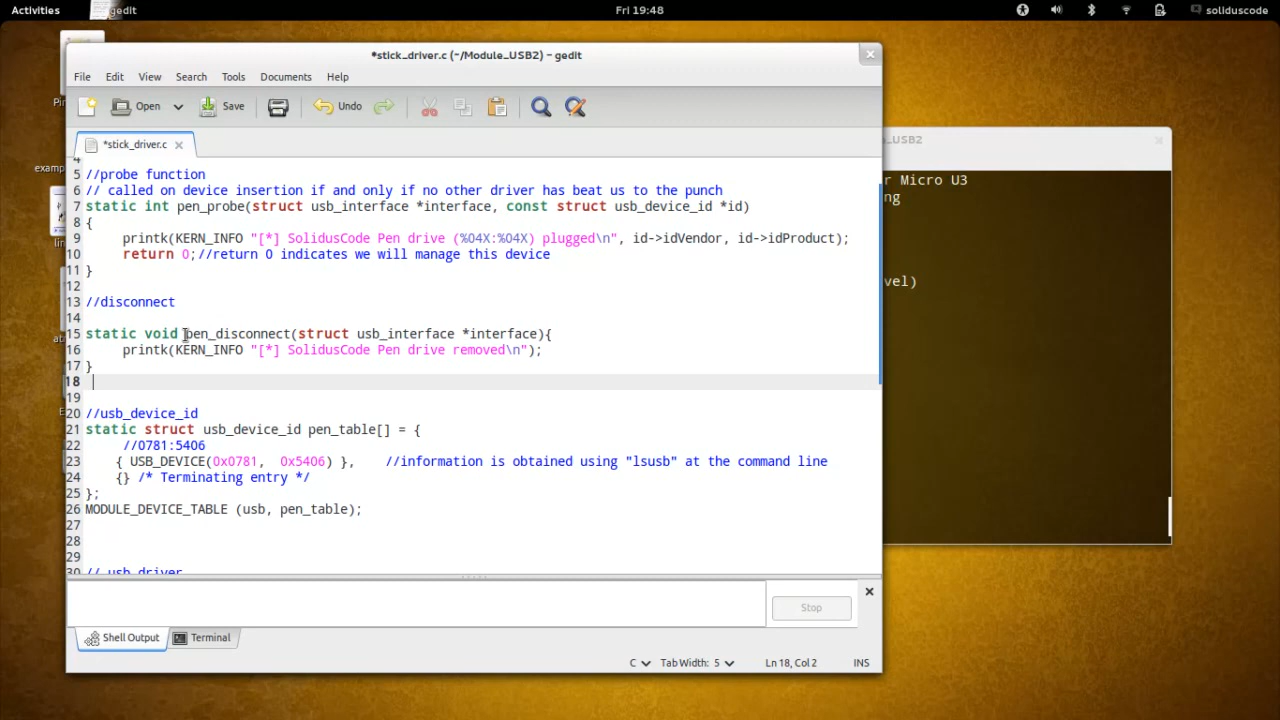 Activities
gedit
Fri 19:48
soliduscode
*stick_driver.c (~/Module_USB2) – gedit
File Edit View Search Tools Documents Help
Open Save Undo
*stick_driver.c
4
5 //probe function
6 // called on device insertion if and only if no other driver has beat us to the punch
7 static int pen_probe(struct usb_interface *interface, const struct usb_device_id *id)
8 {
9 printk(KERN_INFO "[*] SolidusCode Pen drive (%04X:%04X) plugged\n", id->idVendor, id->idProduct);
10 return 0;//return 0 indicates we will manage this device
11 }
12
13 //disconnect
14
15 static void pen_disconnect(struct usb_interface *interface){
16 printk(KERN_INFO "[*] SolidusCode Pen drive removed\n");
17 }
18
19
20 //usb_device_id
21 static struct usb_device_id pen_table[] = {
22 //0781:5406
23 { USB_DEVICE(0x0781, 0x5406) }, //information is obtained using "lsusb" at the command line
24 {} /* Terminating entry */
25 };
26 MODULE_DEVICE_TABLE (usb, pen_table);
27
28
29
30 // usb_driver
Stop
Shell Output Terminal
C Tab Width: 5 Ln 18, Col 2 INS
_USB2
r Micro U3
ng
vel)
examp
lin